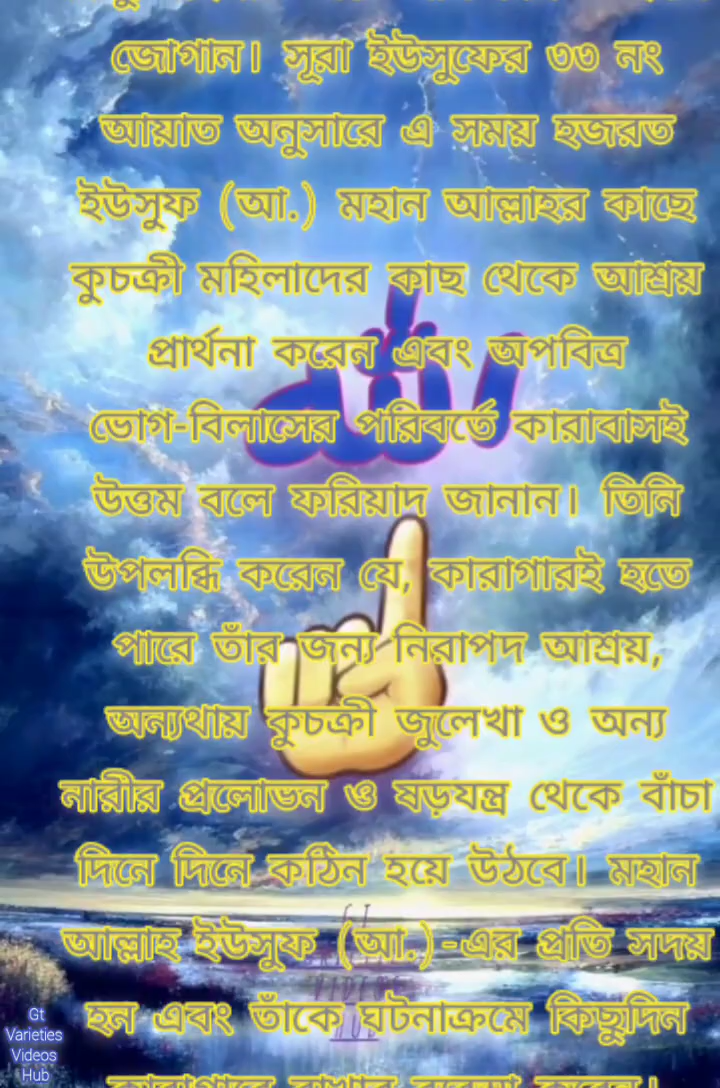 জোগান। সূরা ইউসুফের ৩৩ নং
আয়াত অনুসারে এ সময় হজরত
ইউসুফ (আ.) মহান আল্লাহর কাছে
কুচক্রী মহিলাদের কাছ থেকে আশ্রয়
প্রার্থনা করেন এবং অপবিত্র
ভোগ-বিলাসের পরিবর্তে কারাবাসই
উত্তম বলে ফরিয়াদ জানান। তিনি
উপলব্ধি করেন যে, কারাগারই হতে
পারে তাঁর জন্য নিরাপদ আশ্রয়,
অন্যথায় কুচক্রী জুলেখা ও অন্য
নারীর প্রলোভন ও ষড়যন্ত্র থেকে বাঁচা
দিনে দিনে কঠিন হয়ে উঠবে। মহান
আল্লাহ ইউসুফ (আ.)-এর প্রতি সদয়
হন এবং তাঁকে ঘটনাক্রমে কিছুদিন
الله
Gt
Varieties
Videos
Hub